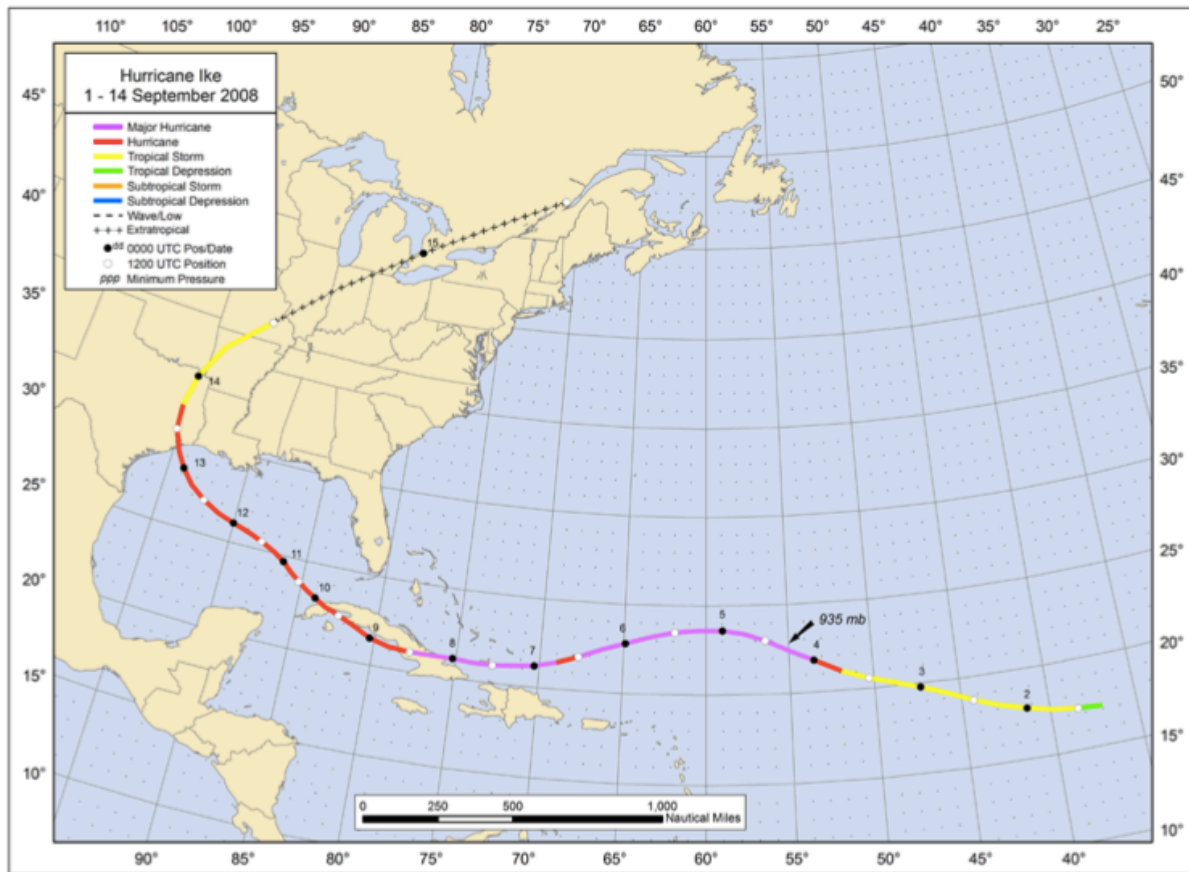 110° 105° 100° 95° 90° 85° 80° 75° 70° 65° 60° 55° 50° 45° 40° 35° 30° 25°
Hurricane Ike
1 - 14 September 2008
Major Hurricane
Hurricane
Tropical Storm
Tropical Depression
Subtropical Storm
Subtropical Depression
Wave/Low
Extratropical
dd 0000 UTC Pos/Date
1200 UTC Position
ppp Minimum Pressure
45°
40°
35°
30°
25°
20°
15°
10°
50°
45°
40°
35°
30°
25°
20°
15°
10°
15
14
13
12
11
10
9
8
7
6
5
935 mb
4
3
2
0 250 500 1,000
Nautical Miles
90° 85° 80° 75° 70° 65° 60° 55° 50° 45° 40°